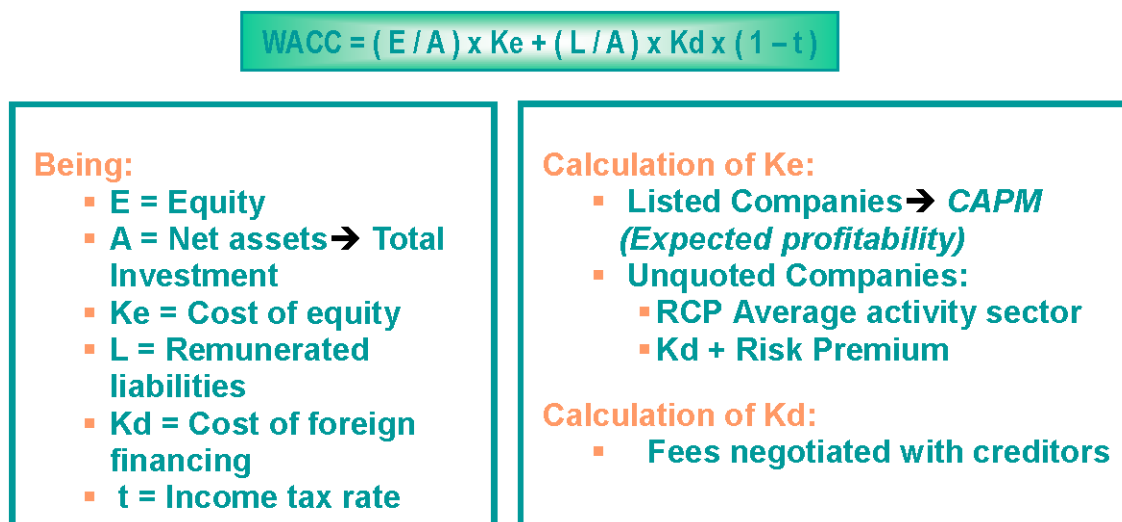 WACC = ( E / A ) x Ke + ( L / A ) x Kd x ( 1 – t )
Being:
▪ E = Equity
▪ A = Net assets➔ Total
Investment
▪ Ke = Cost of equity
▪ L = Remunerated
liabilities
▪ Kd = Cost of foreign
financing
▪ t = Income tax rate
Calculation of Ke:
▪ Listed Companies➔ CAPM
(Expected profitability)
▪ Unquoted Companies:
▪ RCP Average activity sector
▪ Kd + Risk Premium
Calculation of Kd:
▪ Fees negotiated with creditors